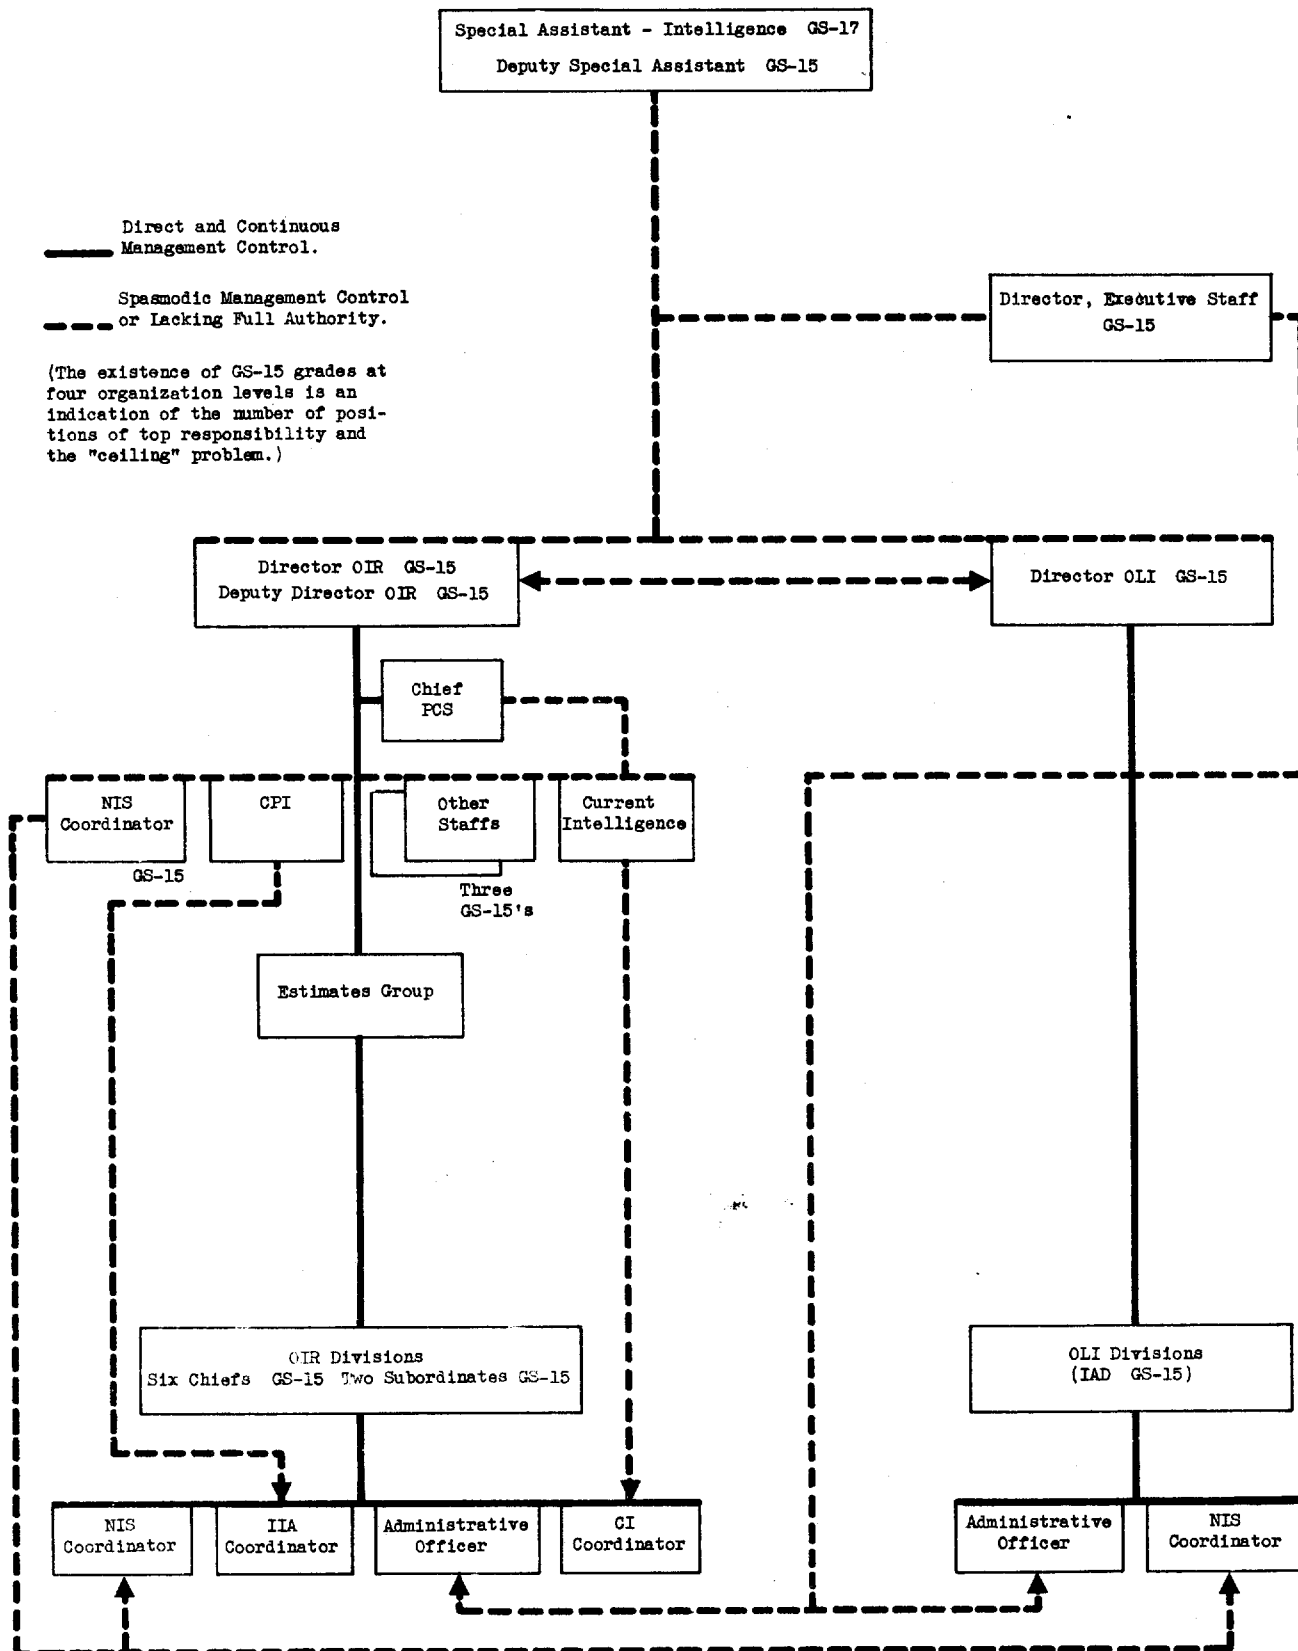 Special Assistant - Intelligence GS-17
Deputy Special Assistant GS-15
Direct and Continuous
Management Control.
Spasmodic Management Control
or Lacking Full Authority.
(The existence of GS-15 grades at
four organization levels is an
indication of the number of posi-
tions of top responsibility and
the "ceiling" problem.)
Director, Executive Staff
GS-15
Director OIR GS-15
Deputy Director OIR GS-15
Director OLI GS-15
Chief
PCS
NIS
Coordinator
GS-15
CPI
Other
Staffs
Three
GS-15's
Current
Intelligence
Estimates Group
OIR Divisions
Six Chiefs GS-15 Two Subordinates GS-15
OLI Divisions
(IAD GS-15)
NIS
Coordinator
IIA
Coordinator
Administrative
Officer
CI
Coordinator
Administrative
Officer
NIS
Coordinator